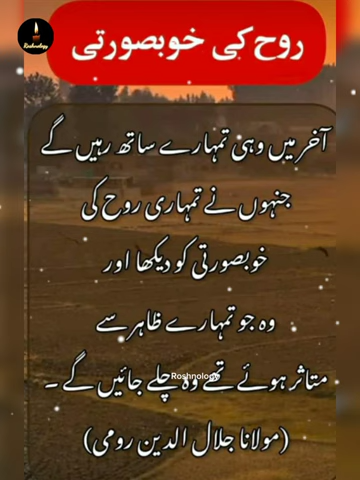 Roshnology
روح کی خوبصورتی
آخر میں وہی تمہارے ساتھ رہیں گے
جنہوں نے تمہاری روح کی
خوبصورتی کو دیکھا اور
وہ جو تمہارے ظاہر سے
متاثر ہوئے تھے وہ چلے جائیں گے۔
Roshnology
(مولانا جلال الدین رومی)